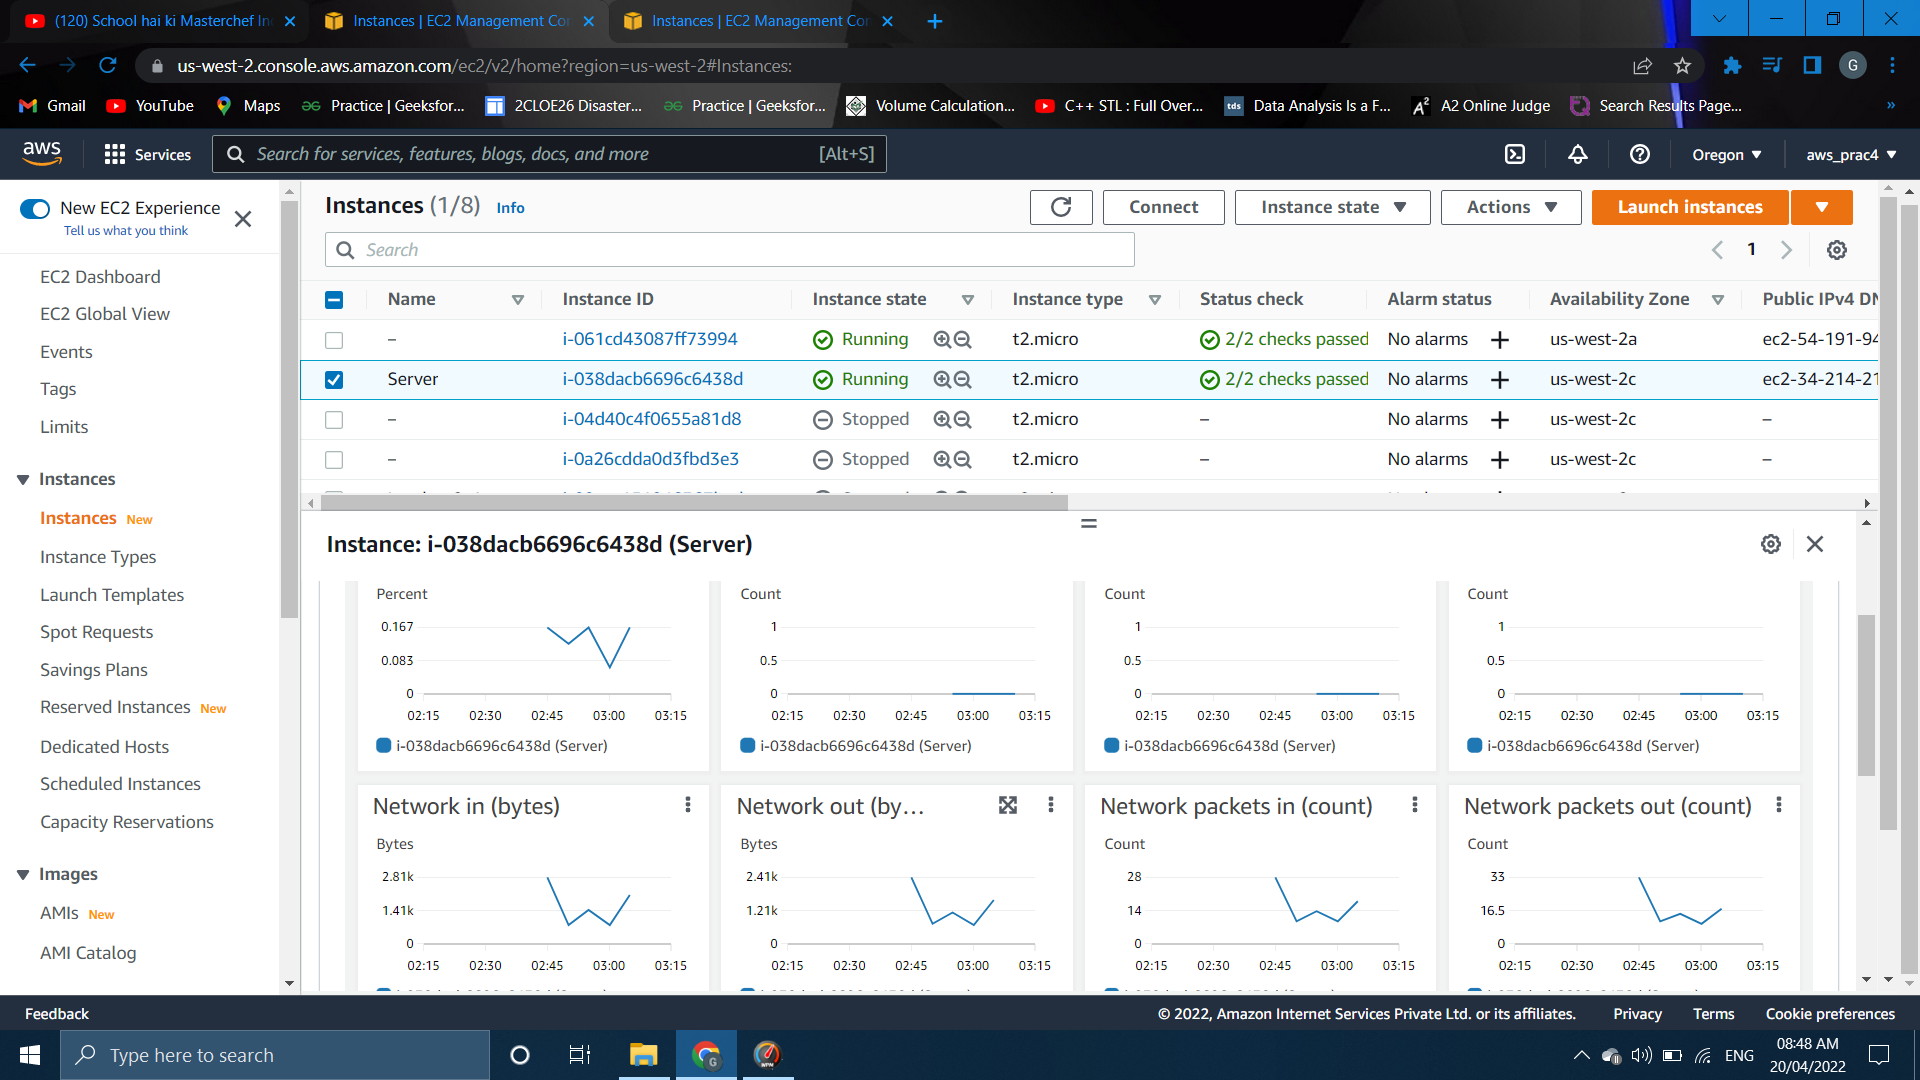 (120) School hai ki Masterchef In
Instances | EC2 Management Co
Instances | EC2 Management Co
us-west-2.console.aws.amazon.com/ec2/v2/home?region=us-west-2#Instances:
G
Gmail
YouTube
Maps
Practice | Geeksfor...
2CLOE26 Disaster...
Practice | Geeksfor...
Volume Calculation...
C++ STL : Full Over...
tds
Data Analysis Is a F...
A2 Online Judge
Search Results Page...
aws
Services
Search for services, features, blogs, docs, and more [Alt+S]
Oregon
aws_prac4
New EC2 Experience
Tell us what you think
EC2 Dashboard
EC2 Global View
Events
Tags
Limits
Instances
Instances New
Instance Types
Launch Templates
Spot Requests
Savings Plans
Reserved Instances New
Dedicated Hosts
Scheduled Instances
Capacity Reservations
Images
AMIs New
AMI Catalog
Instances (1/8) Info
Connect
Instance state
Actions
Launch instances
Search
1
Name Instance ID Instance state Instance type Status check Alarm status Availability Zone Public IPv4 DN
– i-061cd43087ff73994 Running t2.micro 2/2 checks passed No alarms + us-west-2a ec2-54-191-94
Server i-038dacb6696c6438d Running t2.micro 2/2 checks passed No alarms + us-west-2c ec2-34-214-21
– i-04d40c4f0655a81d8 Stopped t2.micro – No alarms + us-west-2c –
– i-0a26cdda0d3fbd3e3 Stopped t2.micro – No alarms + us-west-2c –
Instance: i-038dacb6696c6438d (Server)
Percent
0.167
0.083
0
02:15 02:30 02:45 03:00 03:15
i-038dacb6696c6438d (Server)
Count
1
0.5
0
02:15 02:30 02:45 03:00 03:15
i-038dacb6696c6438d (Server)
Count
1
0.5
0
02:15 02:30 02:45 03:00 03:15
i-038dacb6696c6438d (Server)
Count
1
0.5
0
02:15 02:30 02:45 03:00 03:15
i-038dacb6696c6438d (Server)
Network in (bytes)
Bytes
2.81k
1.41k
0
02:15 02:30 02:45 03:00 03:15
Network out (by...
Bytes
2.41k
1.21k
0
02:15 02:30 02:45 03:00 03:15
Network packets in (count)
Count
28
14
0
02:15 02:30 02:45 03:00 03:15
Network packets out (count)
Count
33
16.5
0
02:15 02:30 02:45 03:00 03:15
Feedback
© 2022, Amazon Internet Services Private Ltd. or its affiliates.
Privacy
Terms
Cookie preferences
Type here to search
ENG
08:48 AM
20/04/2022